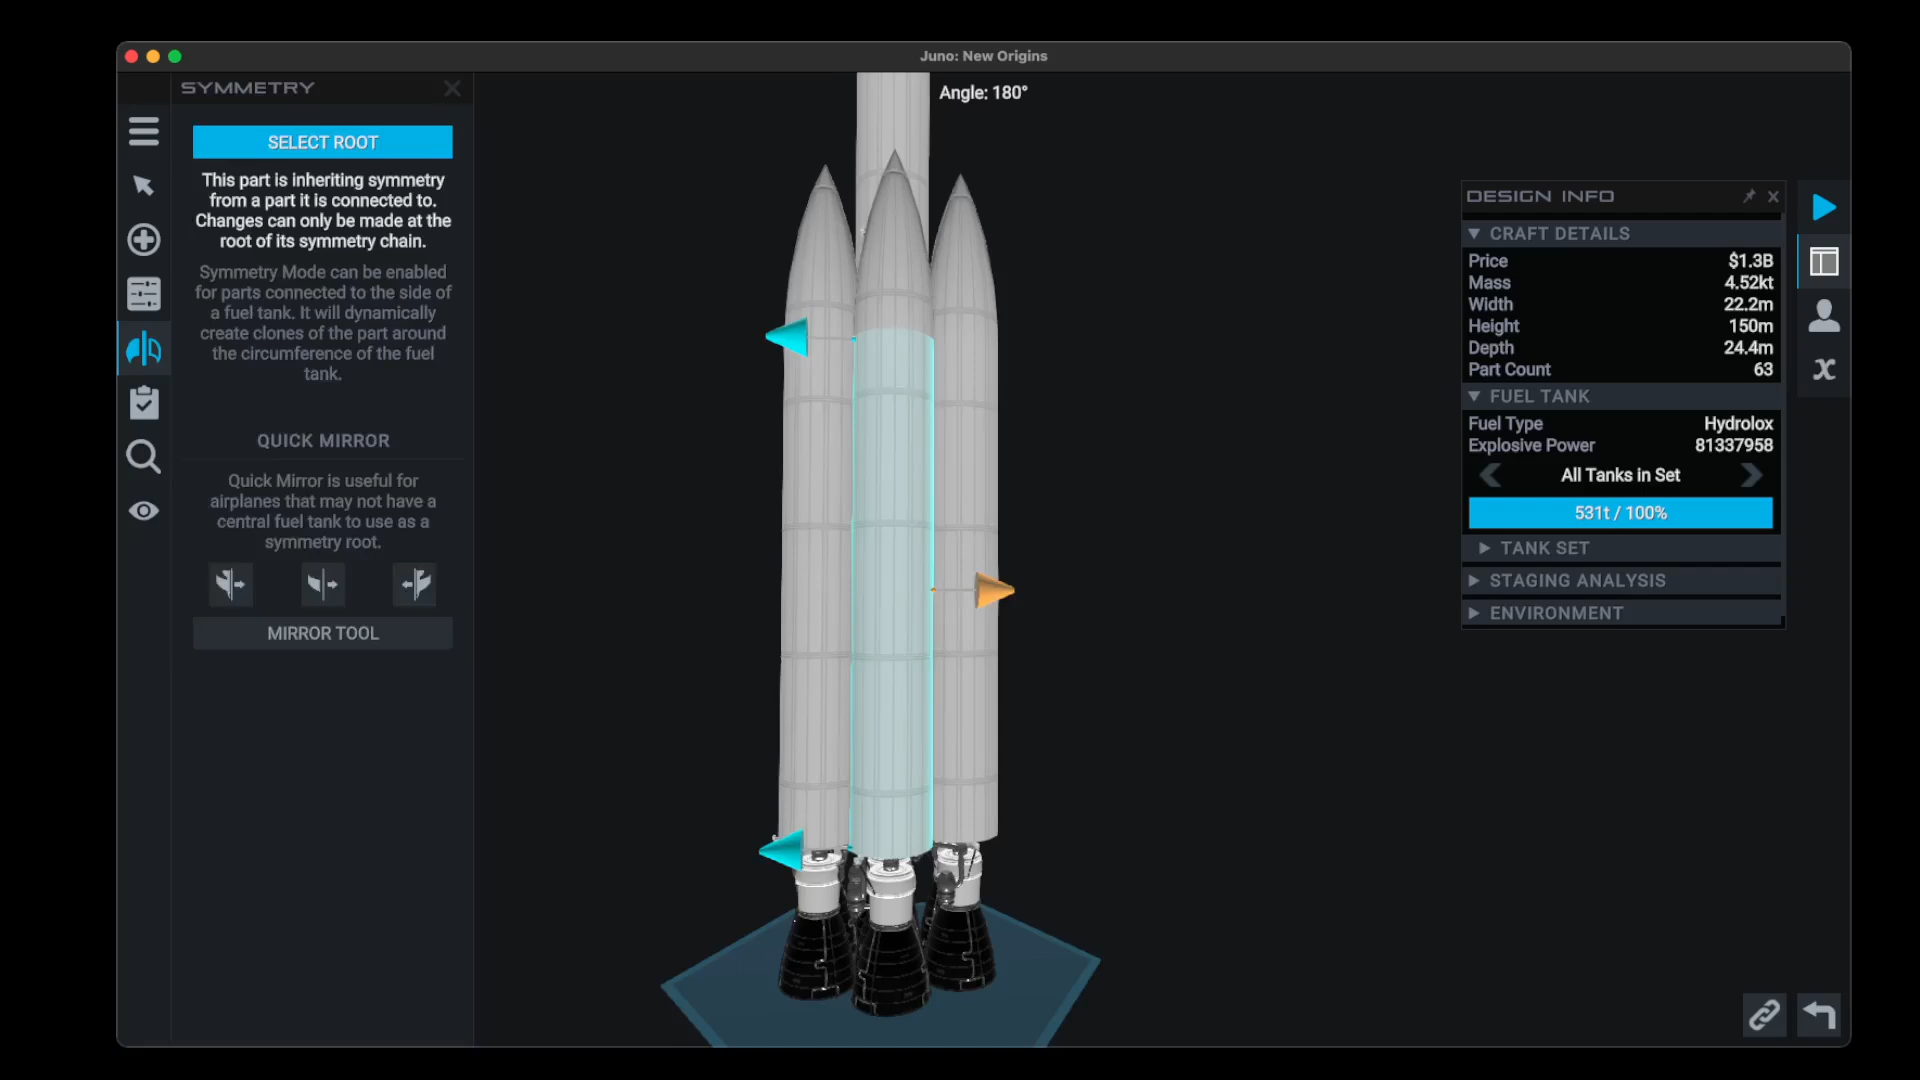 Juno: New Origins
SYMMETRY
SELECT ROOT
This part is inheriting symmetry
from a part it is connected to.
Changes can only be made at the
root of its symmetry chain.
Symmetry Mode can be enabled
for parts connected to the side of
a fuel tank. It will dynamically
create clones of the part around
the circumference of the fuel
tank.
QUICK MIRROR
Quick Mirror is useful for
airplanes that may not have a
central fuel tank to use as a
symmetry root.
MIRROR TOOL
Angle: 180°
DESIGN INFO
CRAFT DETAILS
Price $1.3B
Mass 4.52kt
Width 22.2m
Height 150m
Depth 24.4m
Part Count 63
FUEL TANK
Fuel Type Hydrolox
Explosive Power 81337958
All Tanks in Set
531t / 100%
TANK SET
STAGING ANALYSIS
ENVIRONMENT
x